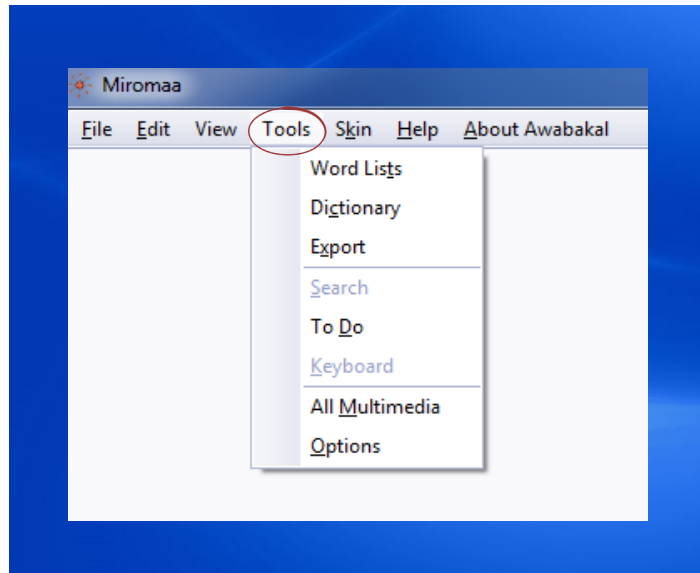 Miromaa
File Edit View Tools Skin Help About Awabakal
Word Lists
Dictionary
Export
Search
To Do
Keyboard
All Multimedia
Options